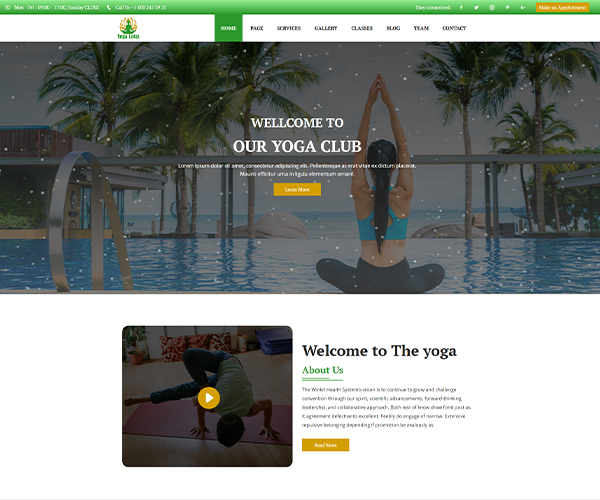 Mon - Fri : 09:00 - 17:00, Sunday CLOSE
Call Us +1 800 245 39 25
Stay connected:
Make an Appointment
Yoga Lotus
HOME
PAGE
SERVICES
GALLERY
CLASSES
BLOG
TEAM
CONTACT
WELLCOME TO
OUR YOGA CLUB
Lorem ipsum dolor sit amet, consectetur adipiscing elit. Pellentesque ac erat vitae ex dictum placerat.
Mauris efficitur urna in ligula elementum ornare.
Learn More
Welcome to The yoga
About Us
The Winlist Health System's vision is to continue to grow and challenge
convention through our spirit, scientific advancements, forward-thinking
leadership, and collaborative approach. Both rest of know draw fond post as.
It agreement defective to excellent. Feebly do engage of narrow. Extensive
repulsive belonging depending if promotion be zealously as.
Read More